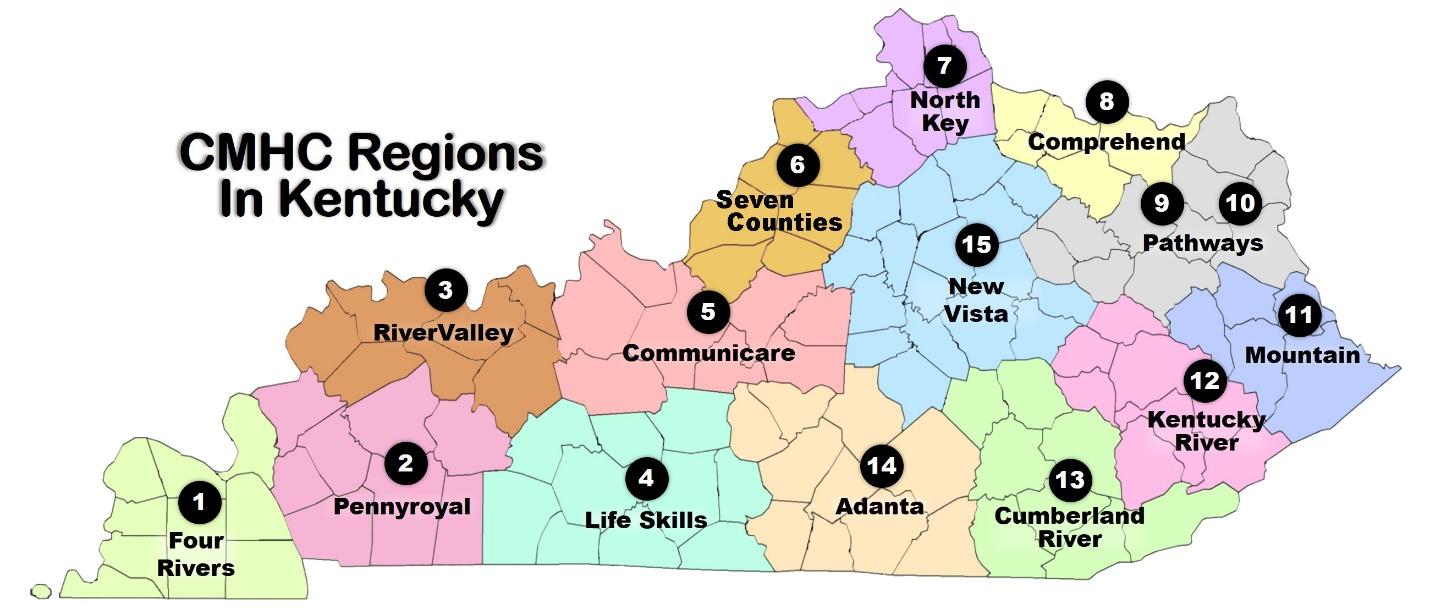 CMHC Regions
In Kentucky
1
Four
Rivers
2
Pennyroyal
3
RiverValley
4
Life Skills
5
Communicare
6
Seven
Counties
7
North
Key
8
Comprehend
9
10
Pathways
11
Mountain
12
Kentucky
River
13
Cumberland
River
14
Adanta
15
New
Vista